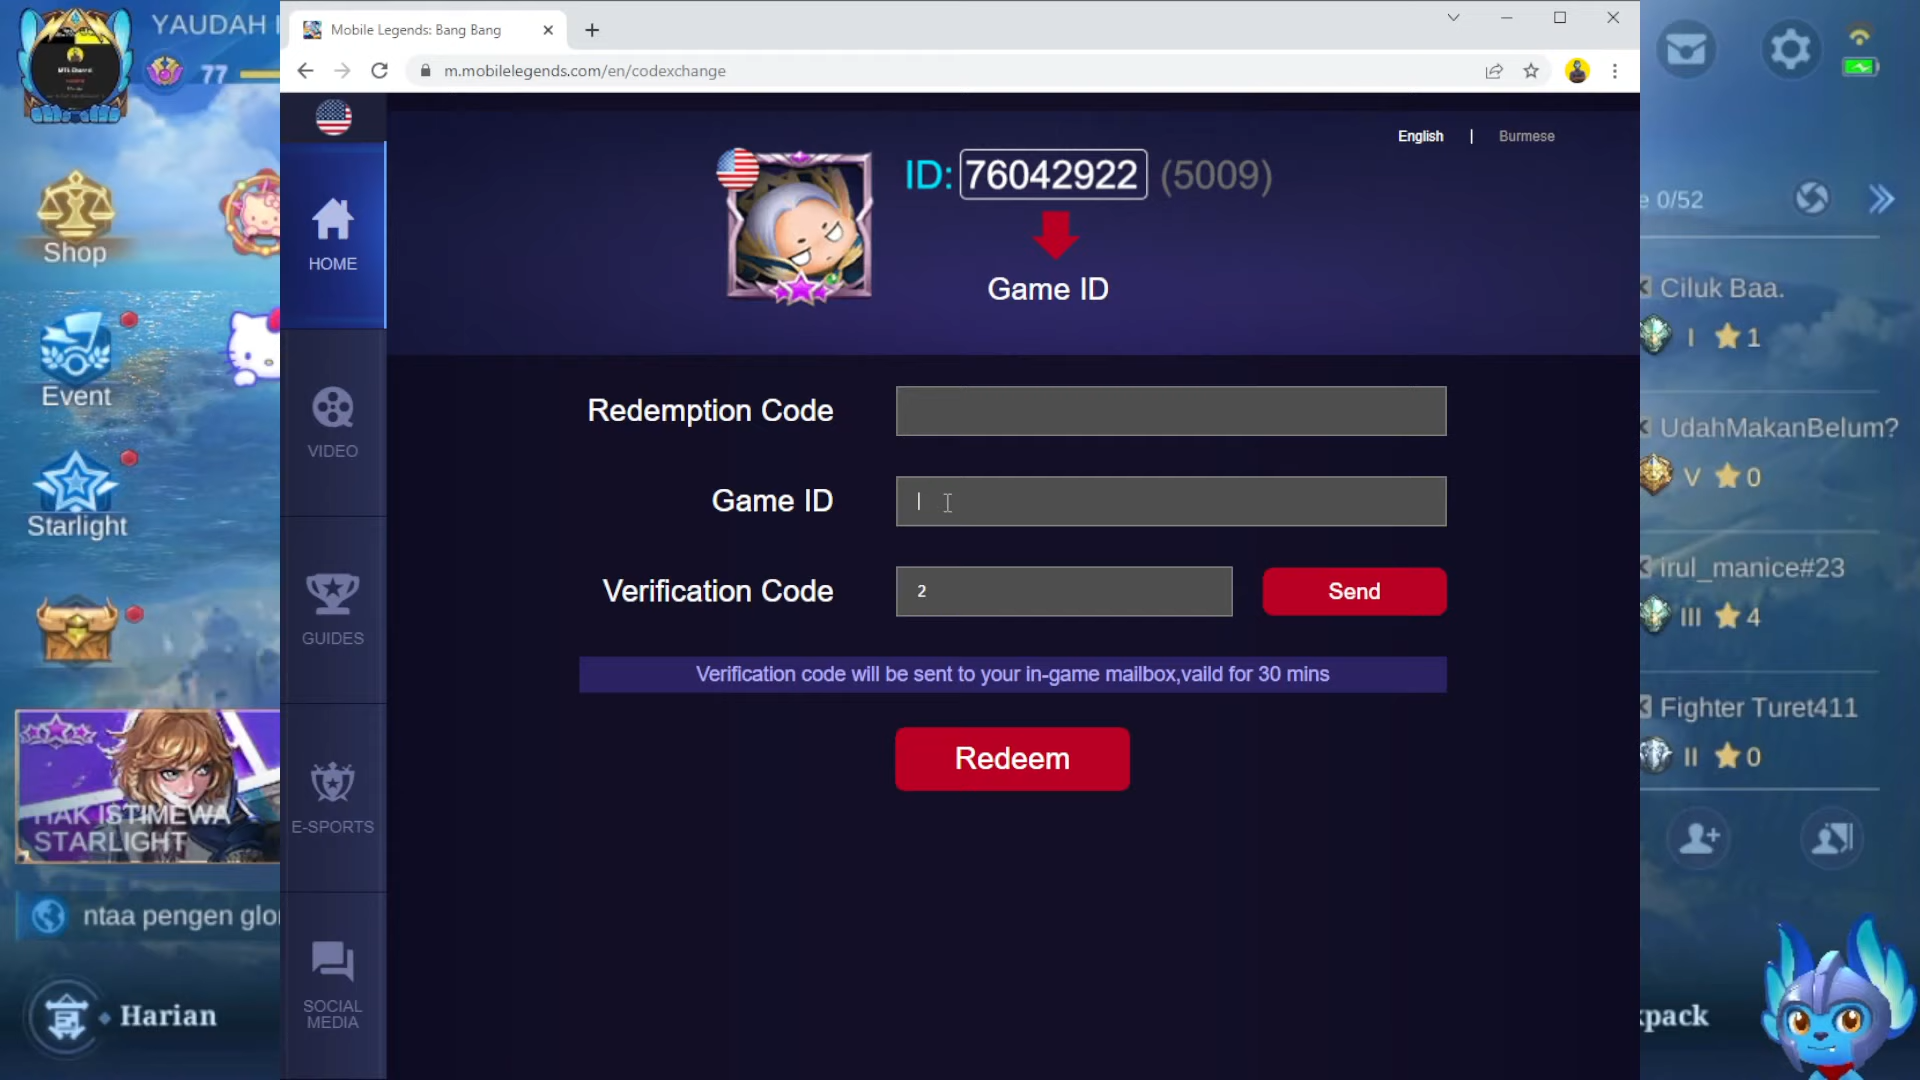 YAUDAH
77
Mobile Legends: Bang Bang
m.mobilelegends.com/en/codexchange
English | Burmese
ID: 76042922 (5009)
Game ID
HOME
VIDEO
GUIDES
E-SPORTS
SOCIAL
MEDIA
Redemption Code
Game ID
Verification Code
2
Send
Verification code will be sent to your in-game mailbox,vaild for 30 mins
Redeem
Shop
Event
Starlight
HAK ISTIMEWA
STARLIGHT
ntaa pengen glo
Harian
e 0/52
Ciluk Baa.
I 1
UdahMakanBelum?
V 0
irul_manice#23
III 4
Fighter Turet411
II 0
kpack